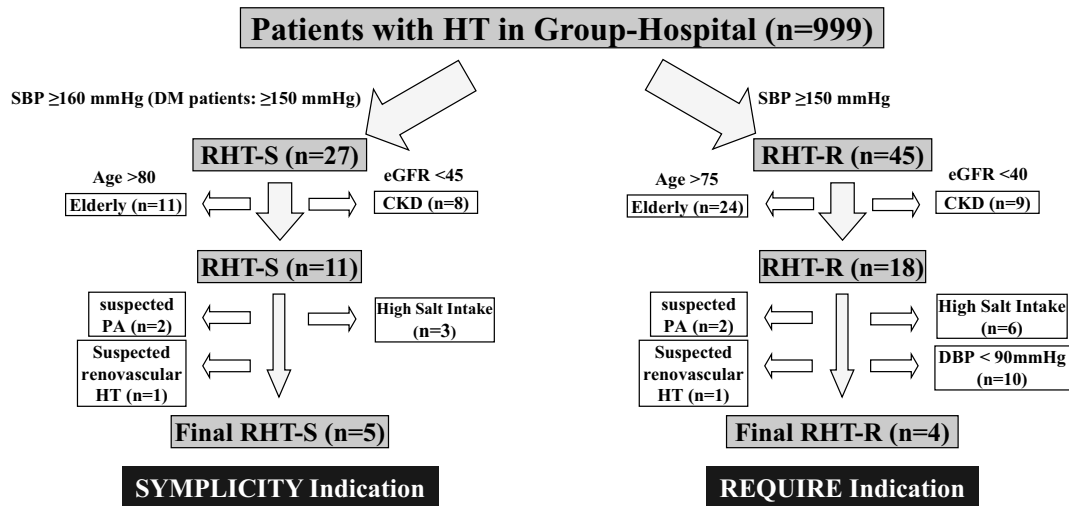 Patients with HT in Group-Hospital (n=999)
SBP ≥160 mmHg (DM patients: ≥150 mmHg)
SBP ≥150 mmHg
RHT-S (n=27)
RHT-R (n=45)
Age >80
eGFR <45
Elderly (n=11)
CKD (n=8)
Age >75
eGFR <40
Elderly (n=24)
CKD (n=9)
RHT-S (n=11)
RHT-R (n=18)
suspected
PA (n=2)
High Salt Intake
(n=3)
Suspected
renovascular
HT (n=1)
suspected
PA (n=2)
High Salt Intake
(n=6)
Suspected
renovascular
HT (n=1)
DBP < 90mmHg
(n=10)
Final RHT-S (n=5)
Final RHT-R (n=4)
SYMPLICITY Indication
REQUIRE Indication